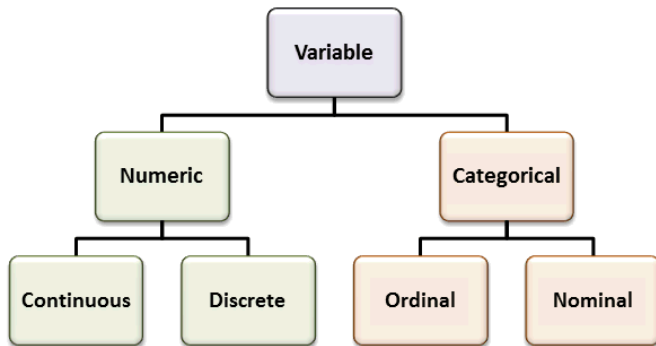 Variable
Numeric
Categorical
Continuous
Discrete
Ordinal
Nominal